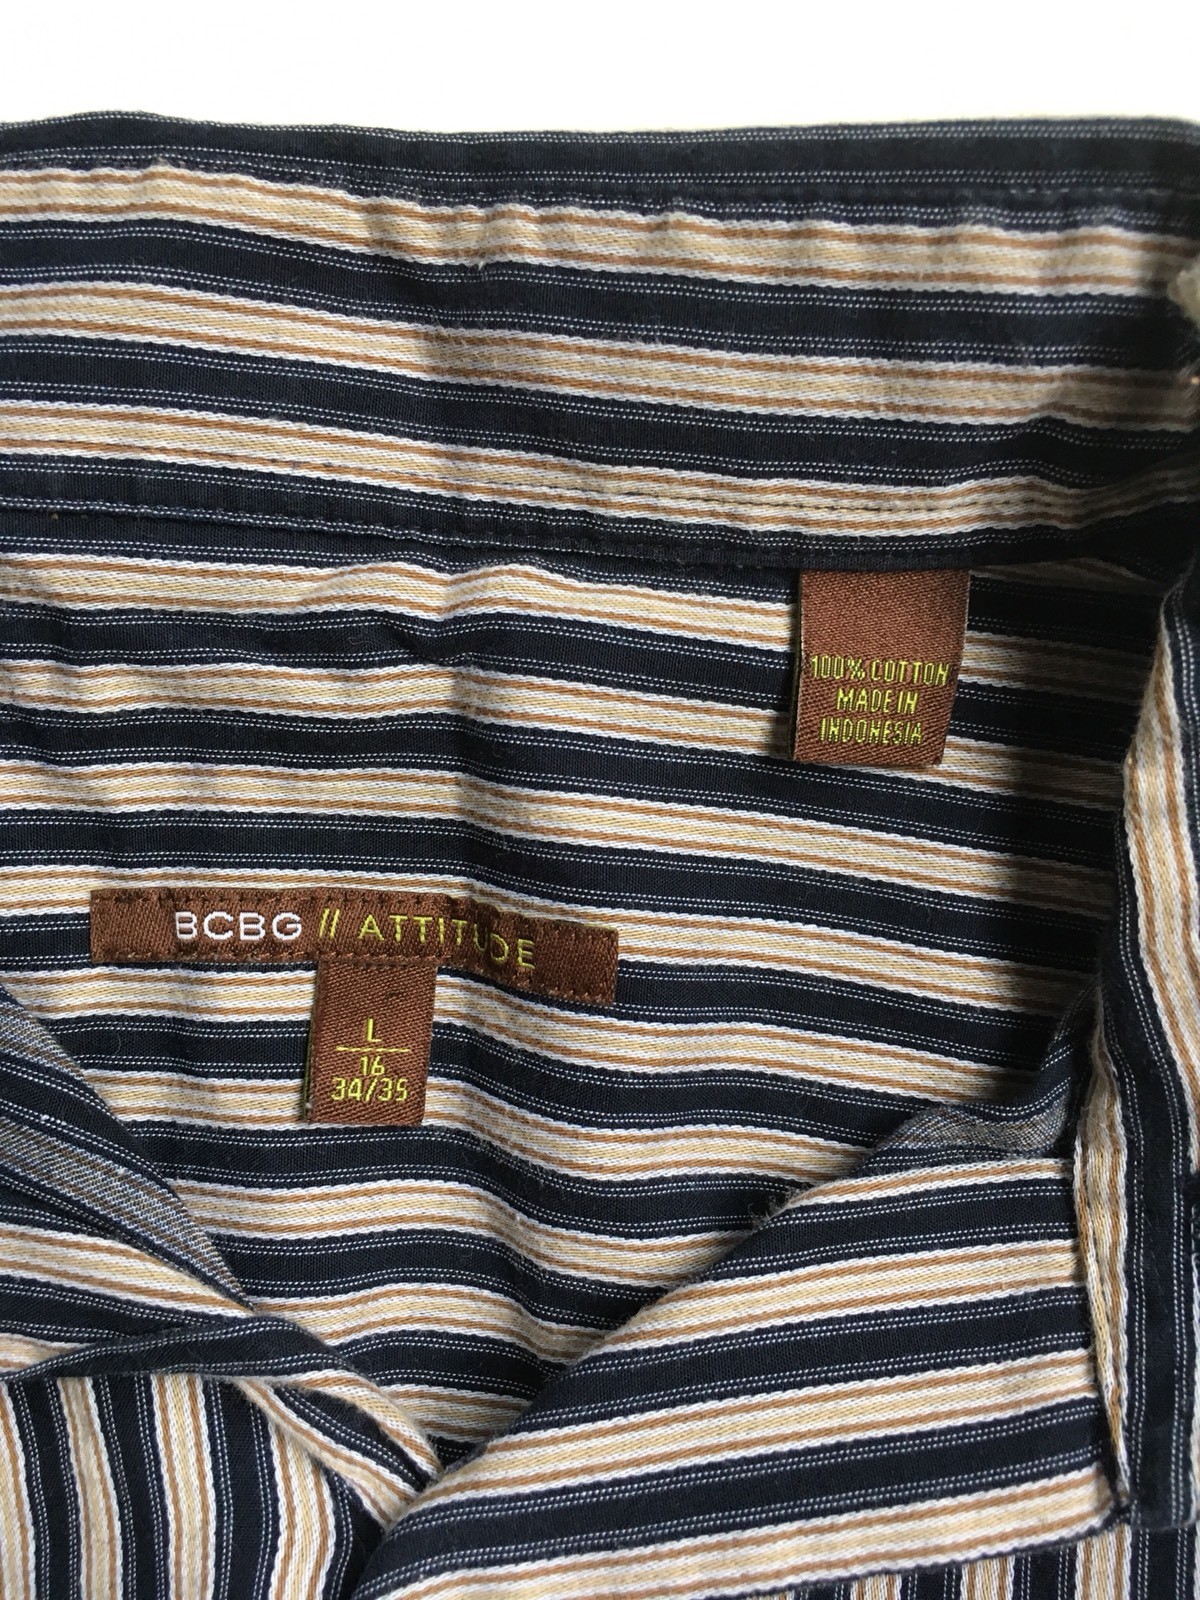 100% COTTON
MADE IN
INDONESIA
BCBG // ATTITUDE
L
16
34/35